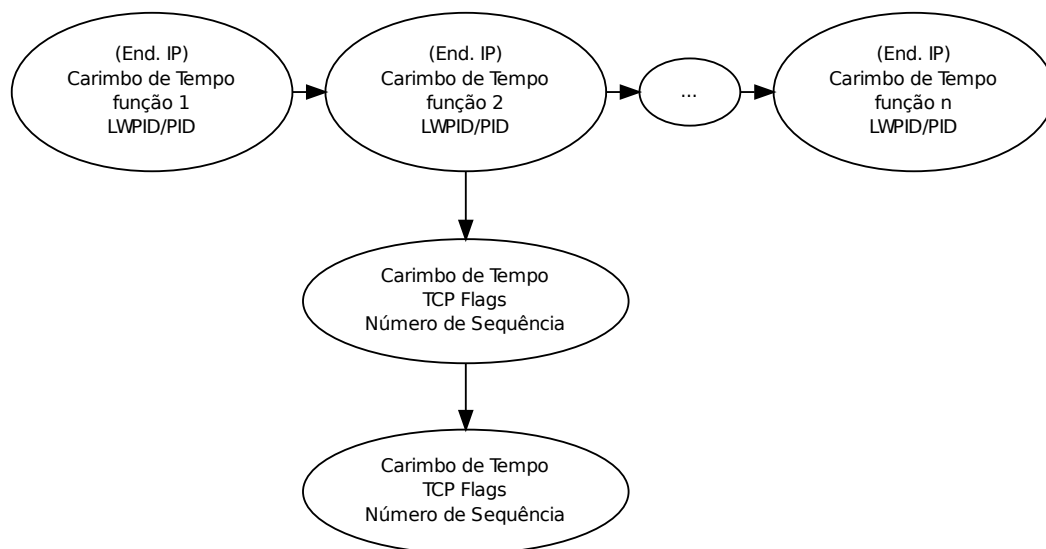 (End. IP)
Carimbo de Tempo
função 1
LWPID/PID
(End. IP)
Carimbo de Tempo
função 2
LWPID/PID
...
(End. IP)
Carimbo de Tempo
função n
LWPID/PID
Carimbo de Tempo
TCP Flags
Número de Sequência
Carimbo de Tempo
TCP Flags
Número de Sequência